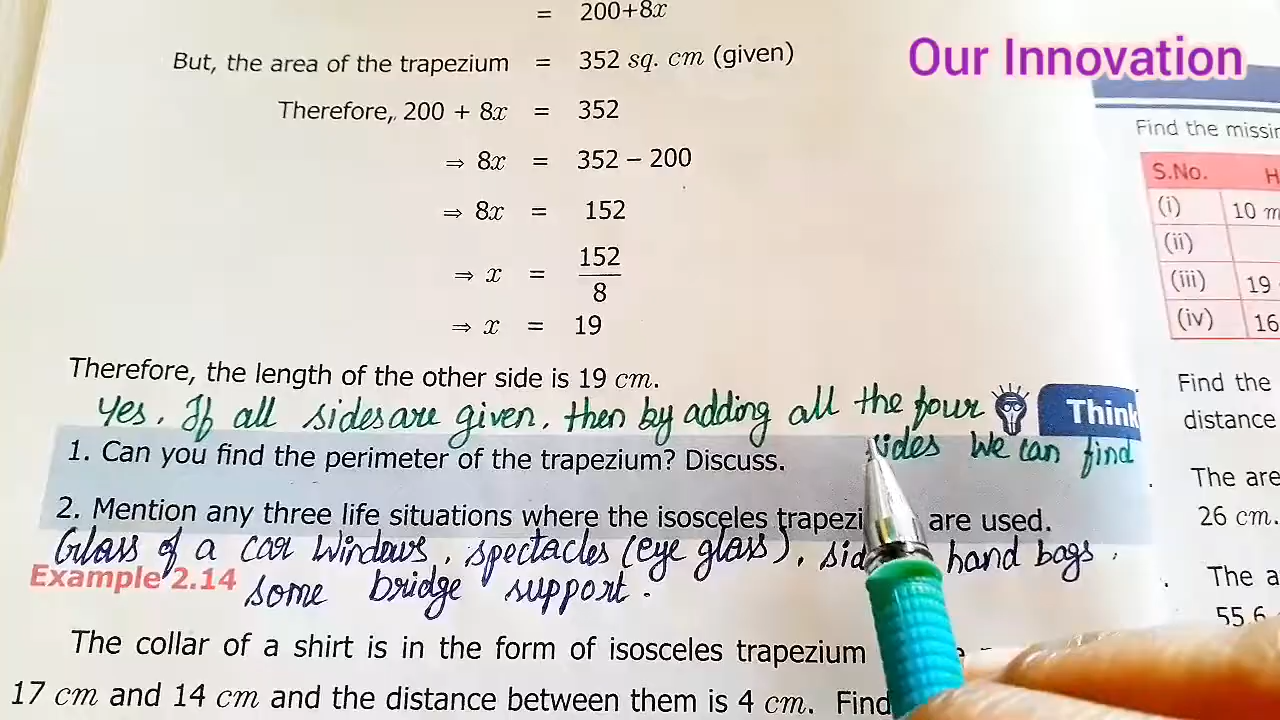 = 200+8x
Our Innovation
But, the area of the trapezium = 352 sq. cm (given)
Therefore, 200 + 8x = 352
⇒ 8x = 352 – 200
⇒ 8x = 152
⇒ x = 152/8
⇒ x = 19
Therefore, the length of the other side is 19 cm.
Yes. If all sides are given, then by adding all the four
Think
sides We can find
1. Can you find the perimeter of the trapezium? Discuss.
2. Mention any three life situations where the isosceles are used.
Glass of a car Windows, spectacles (eye glass), hand bags,
Example 2.14
some bridge support.
The collar of a shirt is in the form of isosceles trapezium
17 cm and 14 cm and the distance between them is 4 cm. Find
Find the
S.No.
(i) 10
(ii)
(iii) 19
(iv) 16
Find the
distance
The
26 cm.
The
55.6